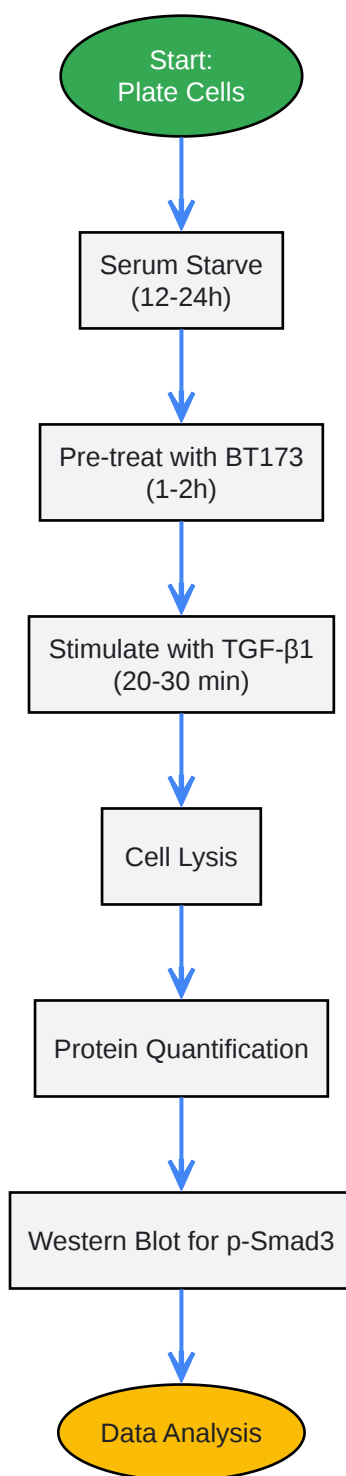 Start:
Plate Cells
Serum Starve
(12-24h)
Pre-treat with BT173
(1-2h)
Stimulate with TGF-β1
(20-30 min)
Cell Lysis
Protein Quantification
Western Blot for p-Smad3
Data Analysis